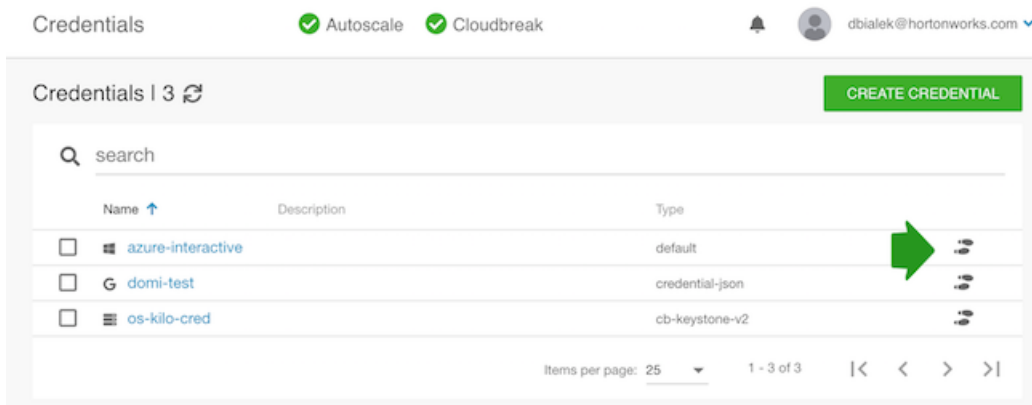 Credentials Autoscale Cloudbreak dbialek@hortonworks.com
Credentials | 3 CREATE CREDENTIAL
search
Name Description Type
azure-interactive default
G domi-test credential-json
os-kilo-cred cb-keystone-v2
Items per page: 25 1 - 3 of 3